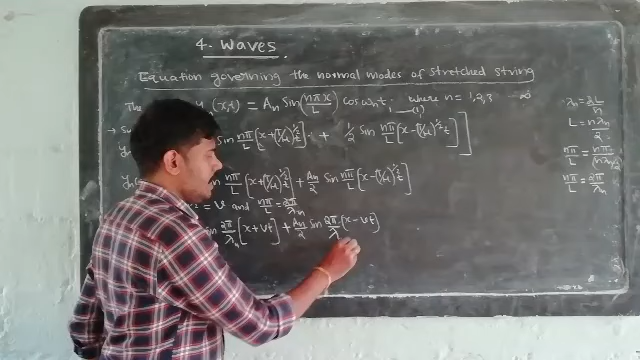 4. Waves.
Equation governing the normal modes of stretched string
The (x,t) = An Sin(nπx/L) cos ωnt, where n = 1,2,3 --- ∞
(1)
→ Su Sin nπ/L [x+(T/μ)^1/2 t] + 1/2 Sin nπ/L [x-(T/μ)^1/2 t]]
Sin nπ/L [x+(T/μ)^1/2 t] + An/2 Sin nπ/L [x-(T/μ)^1/2 t]
= v and nπ/L = 2π/λn
Sin 2π/λn [x+vt] + An/2 Sin 2π/λ (x-vt)
λn = 2L/n
L = nλn/2
nπ/L = nπ/(nλn/2)
nπ/L = 2π/λn